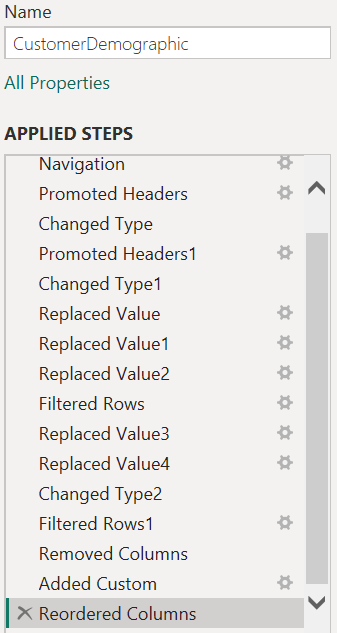 Name
CustomerDemographic
All Properties
APPLIED STEPS
Navigation
Promoted Headers
Changed Type
Promoted Headers1
Changed Type1
Replaced Value
Replaced Value1
Replaced Value2
Filtered Rows
Replaced Value3
Replaced Value4
Changed Type2
Filtered Rows1
Removed Columns
Added Custom
Reordered Columns